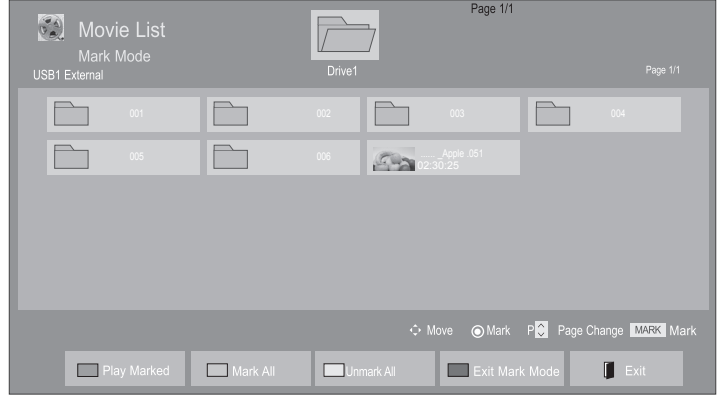 Page 1/1
Movie List
Mark Mode
USB1 External
Drive1
Page 1/1
001
002
003
004
005
006
_Apple .051
02:30:25
Move
Mark
P
Page Change
MARK
Mark
Play Marked
Mark All
Unmark All
Exit Mark Mode
Exit